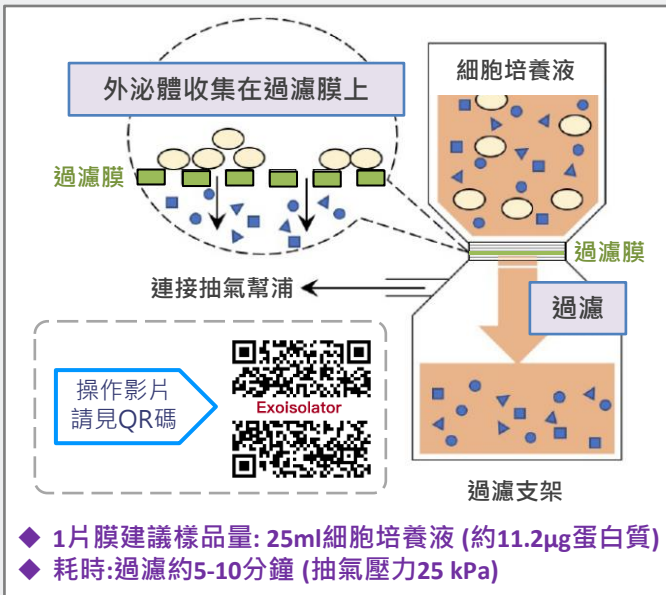 外泌體收集在過濾膜上
細胞培養液
過濾膜
過濾膜
連接抽氣幫浦
過濾
操作影片
請見QR碼
Exoisolator
過濾支架
◆ 1片膜建議樣品量: 25ml細胞培養液 (約11.2µg蛋白質)
◆ 耗時:過濾約5-10分鐘 (抽氣壓力25 kPa)